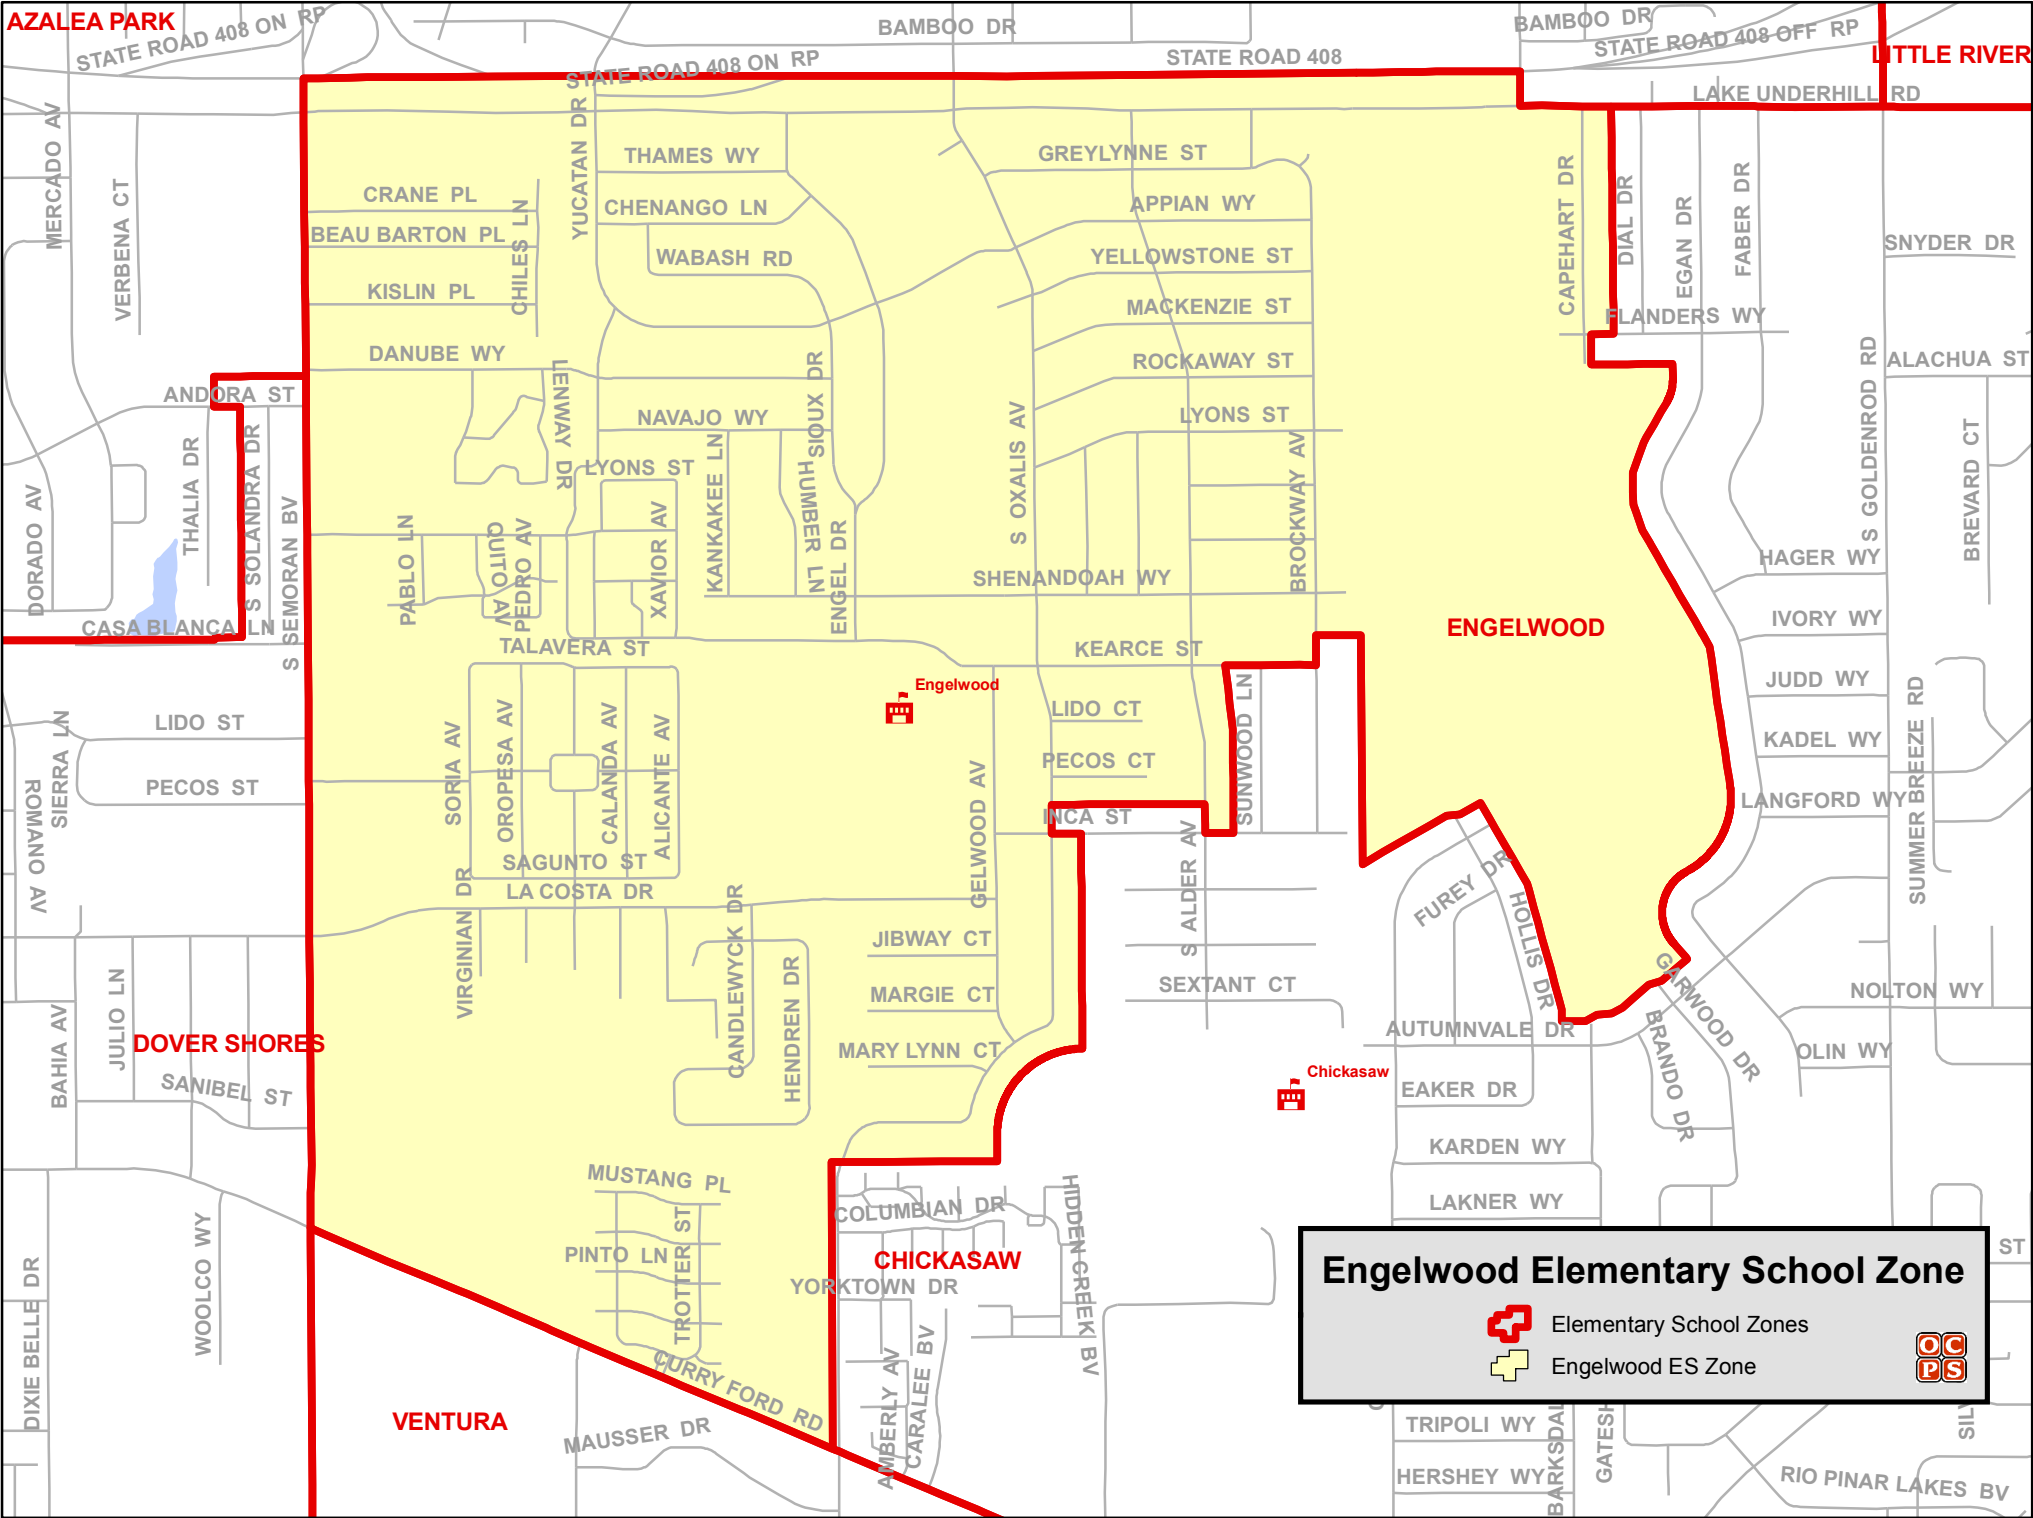 AZALEA PARK
STATE ROAD 408 ON RP
BAMBOO DR
BAMBOO DR
STATE ROAD 408 OFF RP
STATE ROAD 408 ON RP
STATE ROAD 408
LITTLE RIVER
LAKE UNDERHILL RD
MERCADO AV
VERBENA CT
YUCATAN DR
THAMES WY
GREYLYNNE ST
CRANE PL
CHILES LN
CHENANGO LN
APPIAN WY
CAPEHART DR
DIAL DR
EGAN DR
FABER DR
BEAU BARTON PL
WABASH RD
YELLOWSTONE ST
SNYDER DR
KISLIN PL
MACKENZIE ST
FLANDERS WY
DANUBE WY
LIENWAY DR
SIOUX DR
ROCKAWAY ST
S GOLDENROD RD
ALACHUA ST
ANDORA ST
NAVAJO WY
LYONS ST
THALIA DR
S SOLANDRA DR
S SEMORAN BV
LYONS ST
KANKAKEE LN
HUMBER LN
S OXALIS AV
BROCKWAY AV
BREVARD CT
DORADO AV
PABLO LN
QUITO AV
PEDRO AV
XAVIOR AV
ENGEL DR
SHENANDOAH WY
HAGER WY
CASA BLANCA LN
TALAVERA ST
KEARCE ST
ENGELWOOD
IVORY WY
Engelwood
JUDD WY
SIERRA LN
LIDO ST
SORIA AV
OROPESA AV
CALANDA AV
ALICANTE AV
LIDO CT
SUNWOOD LN
SUMMER BREEZE RD
KADEL WY
ROMANO AV
PECOS ST
GELWOOD AV
PECOS CT
INCA ST
LANGFORD WY
SAGUNTO ST
LA COSTA DR
VIRGINIAN DR
CANDLEWYCK DR
HENDREN DR
S ALDER AV
FUREY DR
HOLLIS DR
JIBWAY CT
MARGIE CT
SEXTANT CT
GARWOOD DR
NOLTON WY
BAHIA AV
JULIO LN
DOVER SHORES
MARY LYNN CT
AUTUMNVALE DR
BRANDO DR
OLIN WY
SANIBEL ST
Chickasaw
EAKER DR
KARDEN WY
MUSTANG PL
COLUMBIAN DR
HIDDEN CREEK BV
LAKNER WY
WOOLCO WY
DIXIE BELLE DR
PINTO LN
TROTTER ST
CHICKASAW
YORKTOWN DR
ST
Engelwood Elementary School Zone
Elementary School Zones
Engelwood ES Zone
OC
PS
CURRY FORD RD
AMBERLY AV
CARALEE BV
VENTURA
MAUSSER DR
TRIPOLI WY
HERSHEY WY
BARKSDAL
GATESH
SILV
RIO PINAR LAKES BV